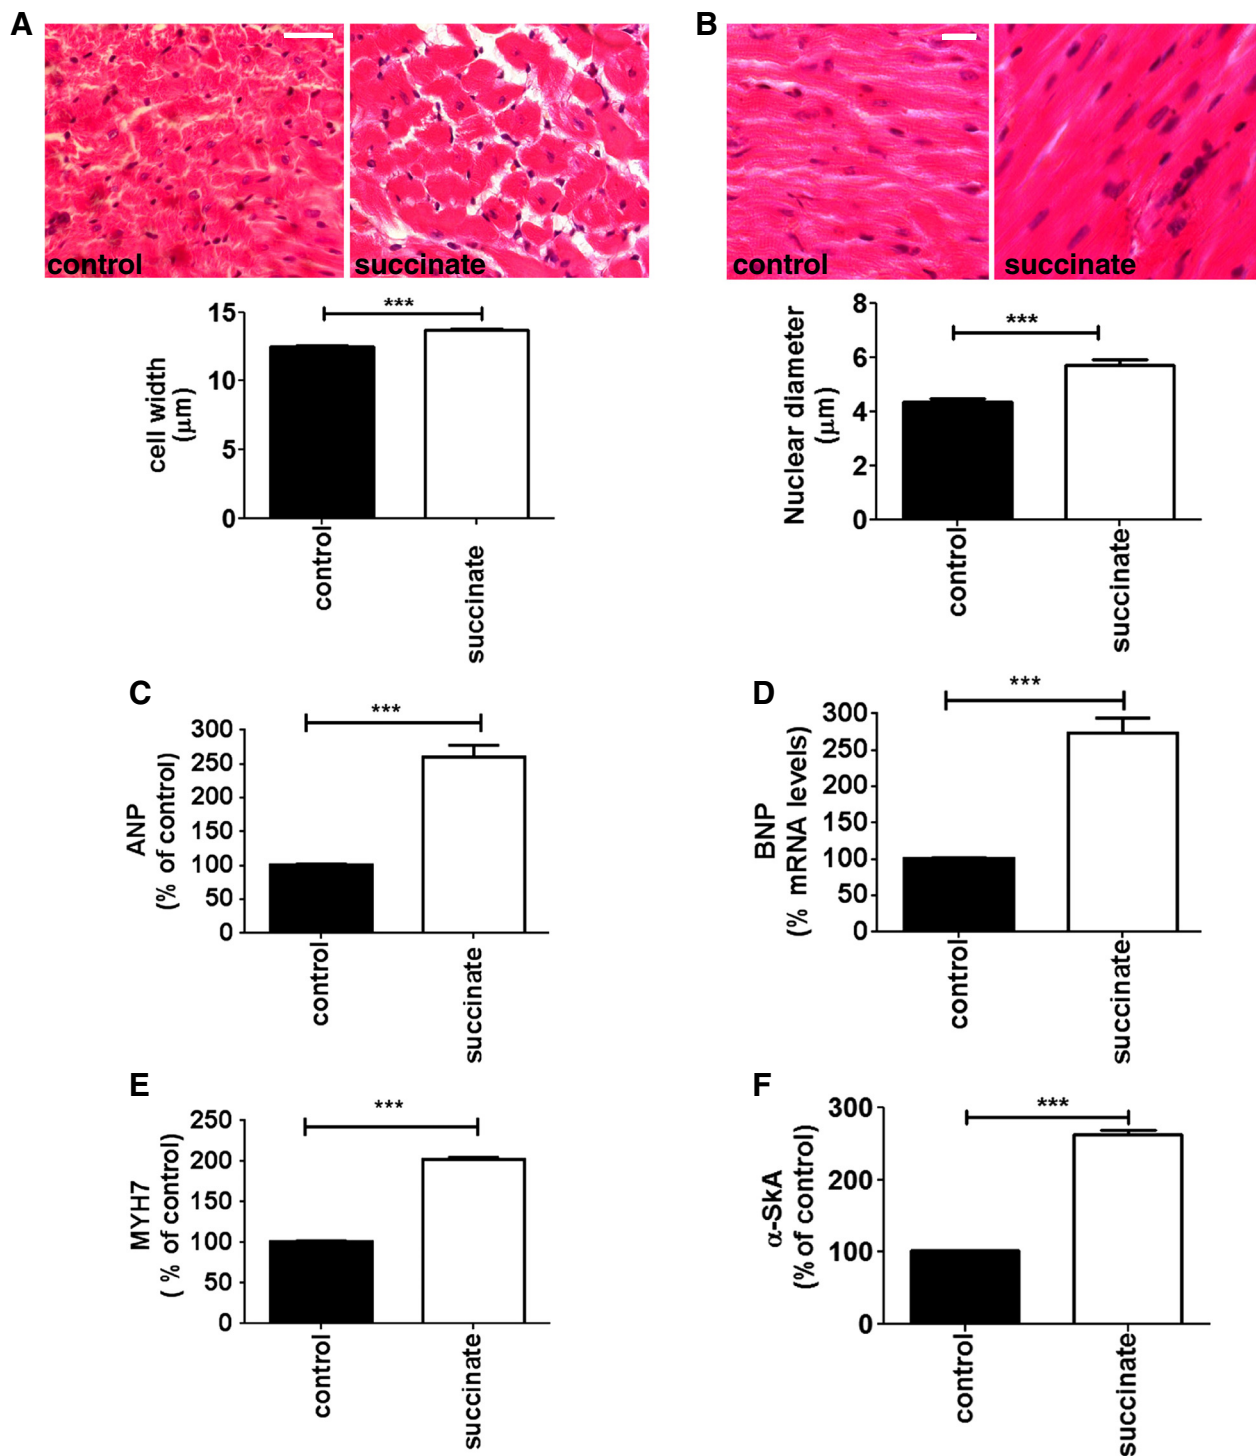 A
control
succinate
***
15
10
5
0
cell width
(µm)
control
succinate
B
control
succinate
***
8
6
4
2
0
Nuclear diameter
(µm)
control
succinate
C
***
300
250
200
150
100
50
0
ANP
(% of control)
control
succinate
D
***
300
250
200
150
100
50
0
BNP
(% mRNA levels)
control
succinate
E
***
250
200
150
100
50
0
MYH7
( % of control)
control
succinate
F
***
300
200
100
0
α-SkA
(% of control)
control
succinate